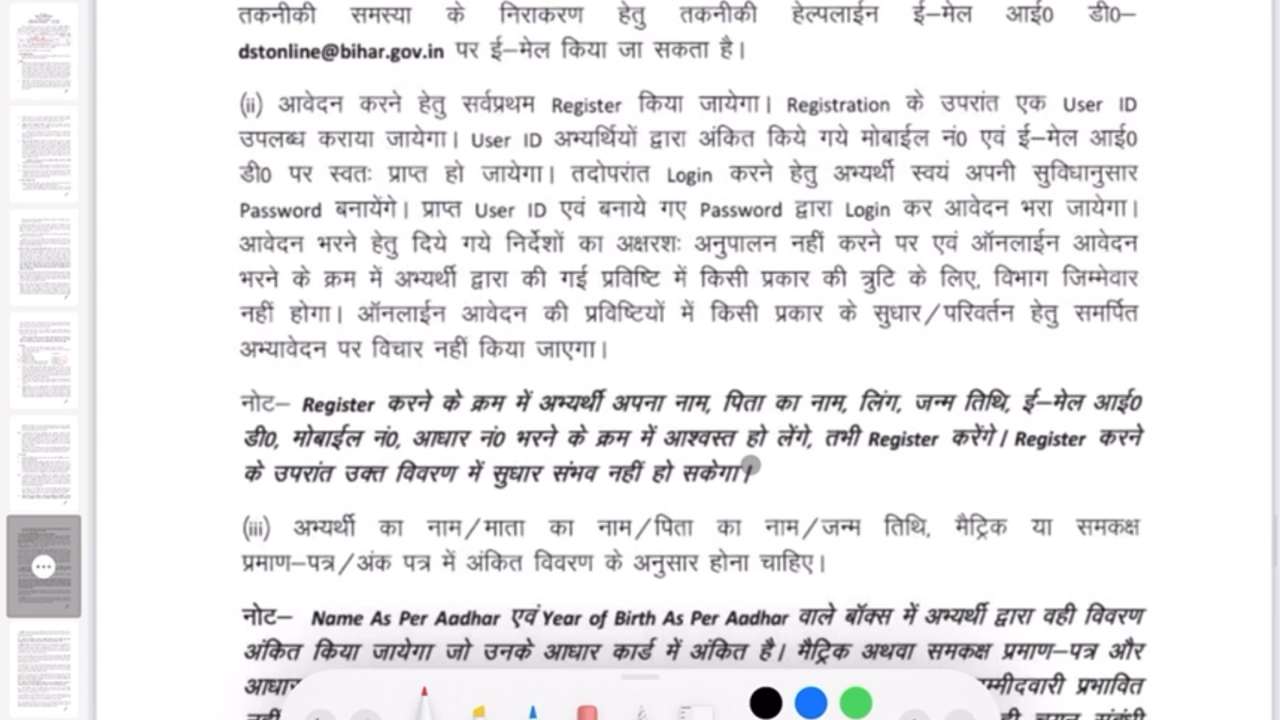 तकनीकी समस्या के निराकरण हेतु तकनीकी हेल्पलाईन ई–मेल आई0 डी0–
dstonline@bihar.gov.in पर ई–मेल किया जा सकता है।
(ii) आवेदन करने हेतु सर्वप्रथम Register किया जायेगा। Registration के उपरांत एक User ID
उपलब्ध कराया जायेगा। User ID अभ्यर्थियों द्वारा अंकित किये गये मोबाईल नं0 एवं ई–मेल आई0
डी0 पर स्वतः प्राप्त हो जायेगा। तदोपरांत Login करने हेतु अभ्यर्थी स्वयं अपनी सुविधानुसार
Password बनायेंगे। प्राप्त User ID एवं बनाये गए Password द्वारा Login कर आवेदन भरा जायेगा।
आवेदन भरने हेतु दिये गये निर्देशों का अक्षरशः अनुपालन नहीं करने पर एवं ऑनलाईन आवेदन
भरने के क्रम में अभ्यर्थी द्वारा की गई प्रविष्टि में किसी प्रकार की त्रुटि के लिए, विभाग जिम्मेवार
नहीं होगा। ऑनलाईन आवेदन की प्रविष्टियों में किसी प्रकार के सुधार/परिवर्तन हेतु समर्पित
अभ्यावेदन पर विचार नहीं किया जाएगा।
नोट– Register करने के क्रम में अभ्यर्थी अपना नाम, पिता का नाम, लिंग, जन्म तिथि, ई–मेल आई0
डी0, मोबाईल नं0, आधार नं0 भरने के क्रम में आश्वस्त हो लेंगे, तभी Register करेंगे। Register करने
के उपरांत उक्त विवरण में सुधार संभव नहीं हो सकेगा।
(iii) अभ्यर्थी का नाम/माता का नाम/पिता का नाम/जन्म तिथि, मैट्रिक या समकक्ष
प्रमाण–पत्र/अंक पत्र में अंकित विवरण के अनुसार होना चाहिए।
नोट– Name As Per Aadhar एवं Year of Birth As Per Aadhar वाले बॉक्स में अभ्यर्थी द्वारा वही विवरण
अंकित किया जायेगा जो उनके आधार कार्ड में अंकित है। मैट्रिक अथवा समकक्ष प्रमाण–पत्र और
आधार म्मीदवारी प्रभावित